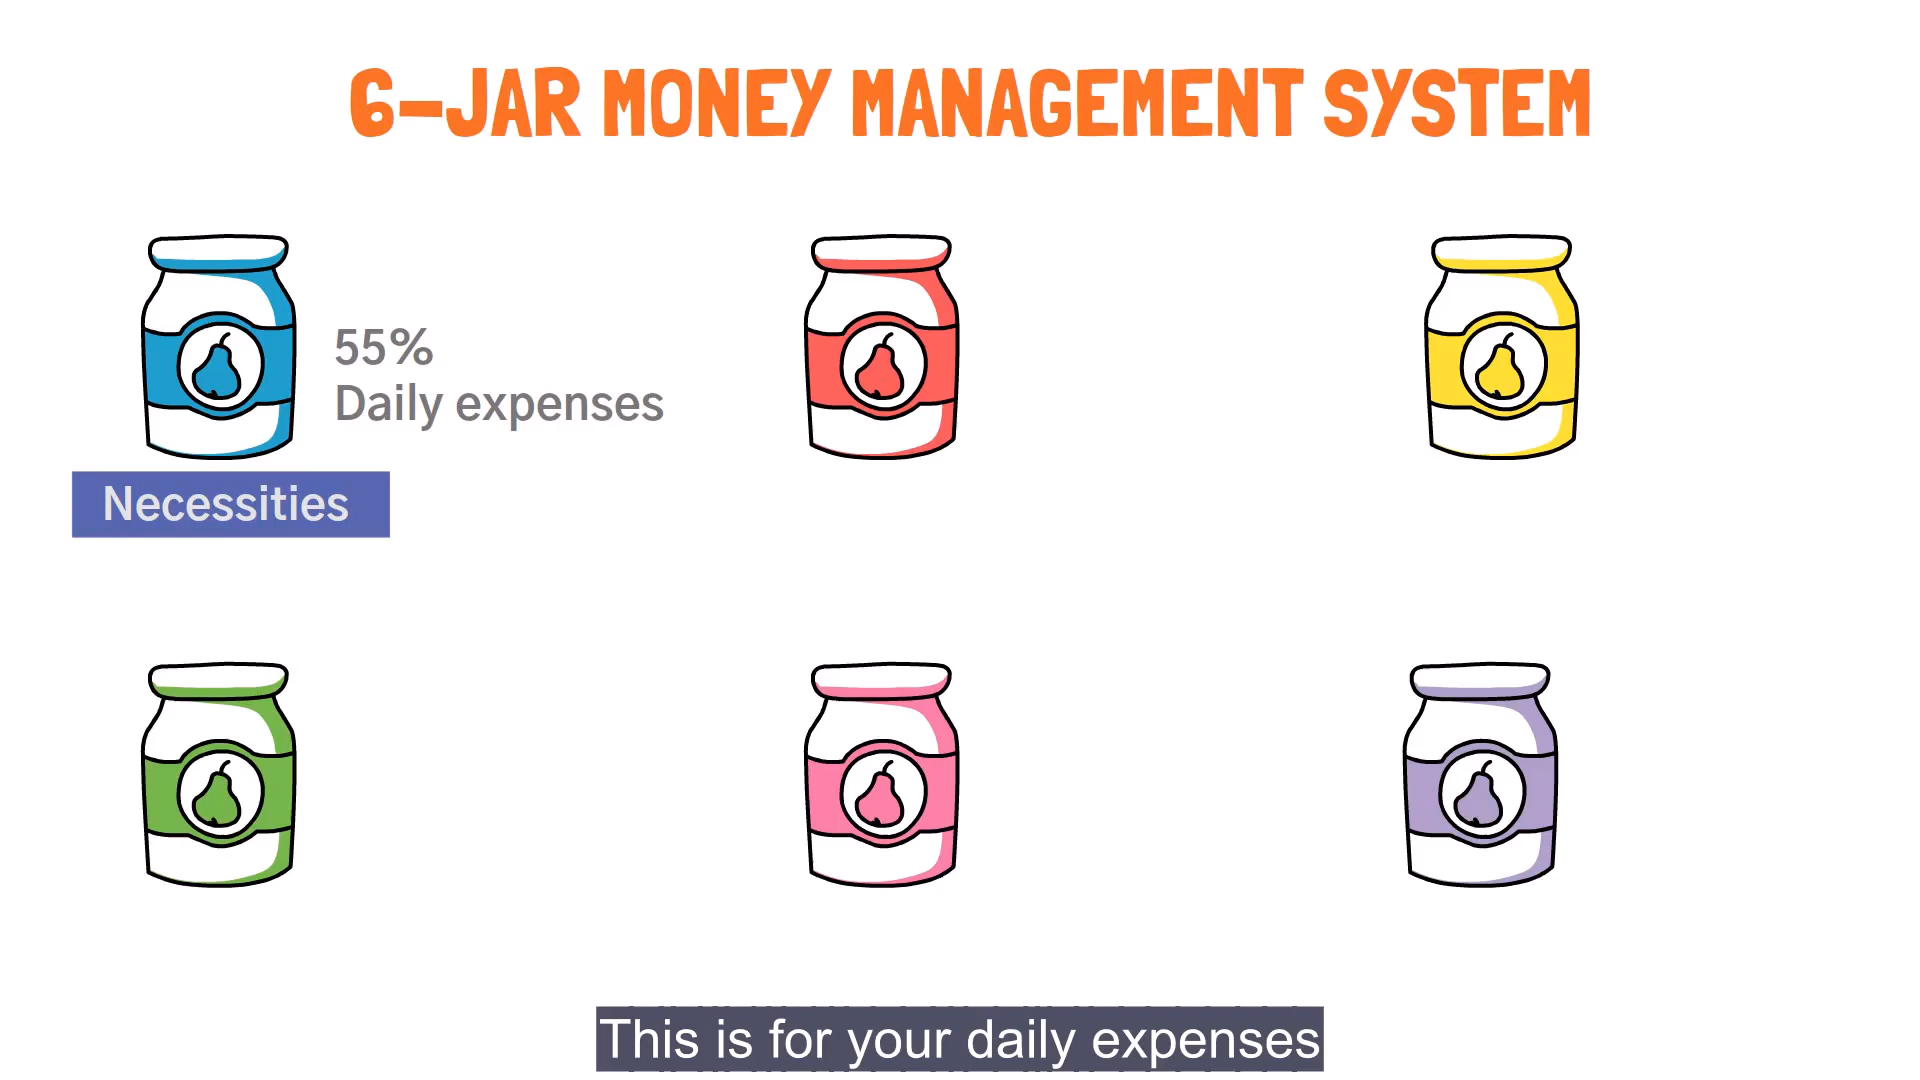 6-JAR MONEY MANAGEMENT SYSTEM
55%
Daily expenses
Necessities
This is for your daily expenses